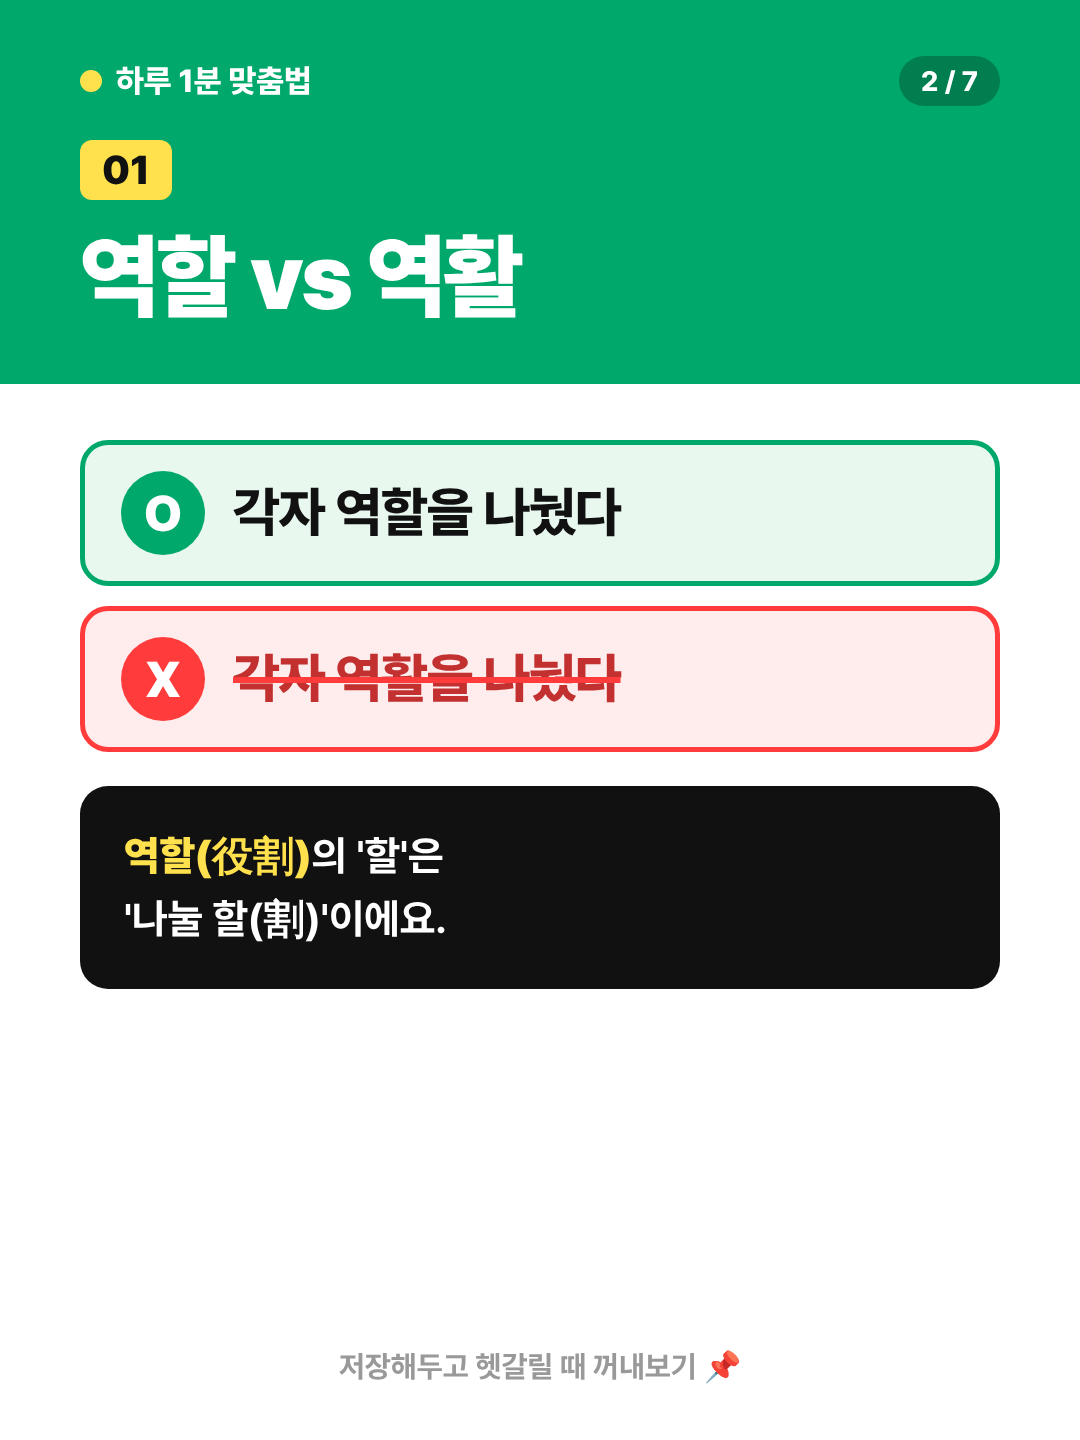 하루 1분 맞춤법
2 / 7
01
역할 vs 역활
O 각자 역할을 나눴다
X 각자 역활을 나눴다
역할(役割)의 '할'은
'나눌 할(割)'이에요.
저장해두고 헷갈릴 때 꺼내보기 📌